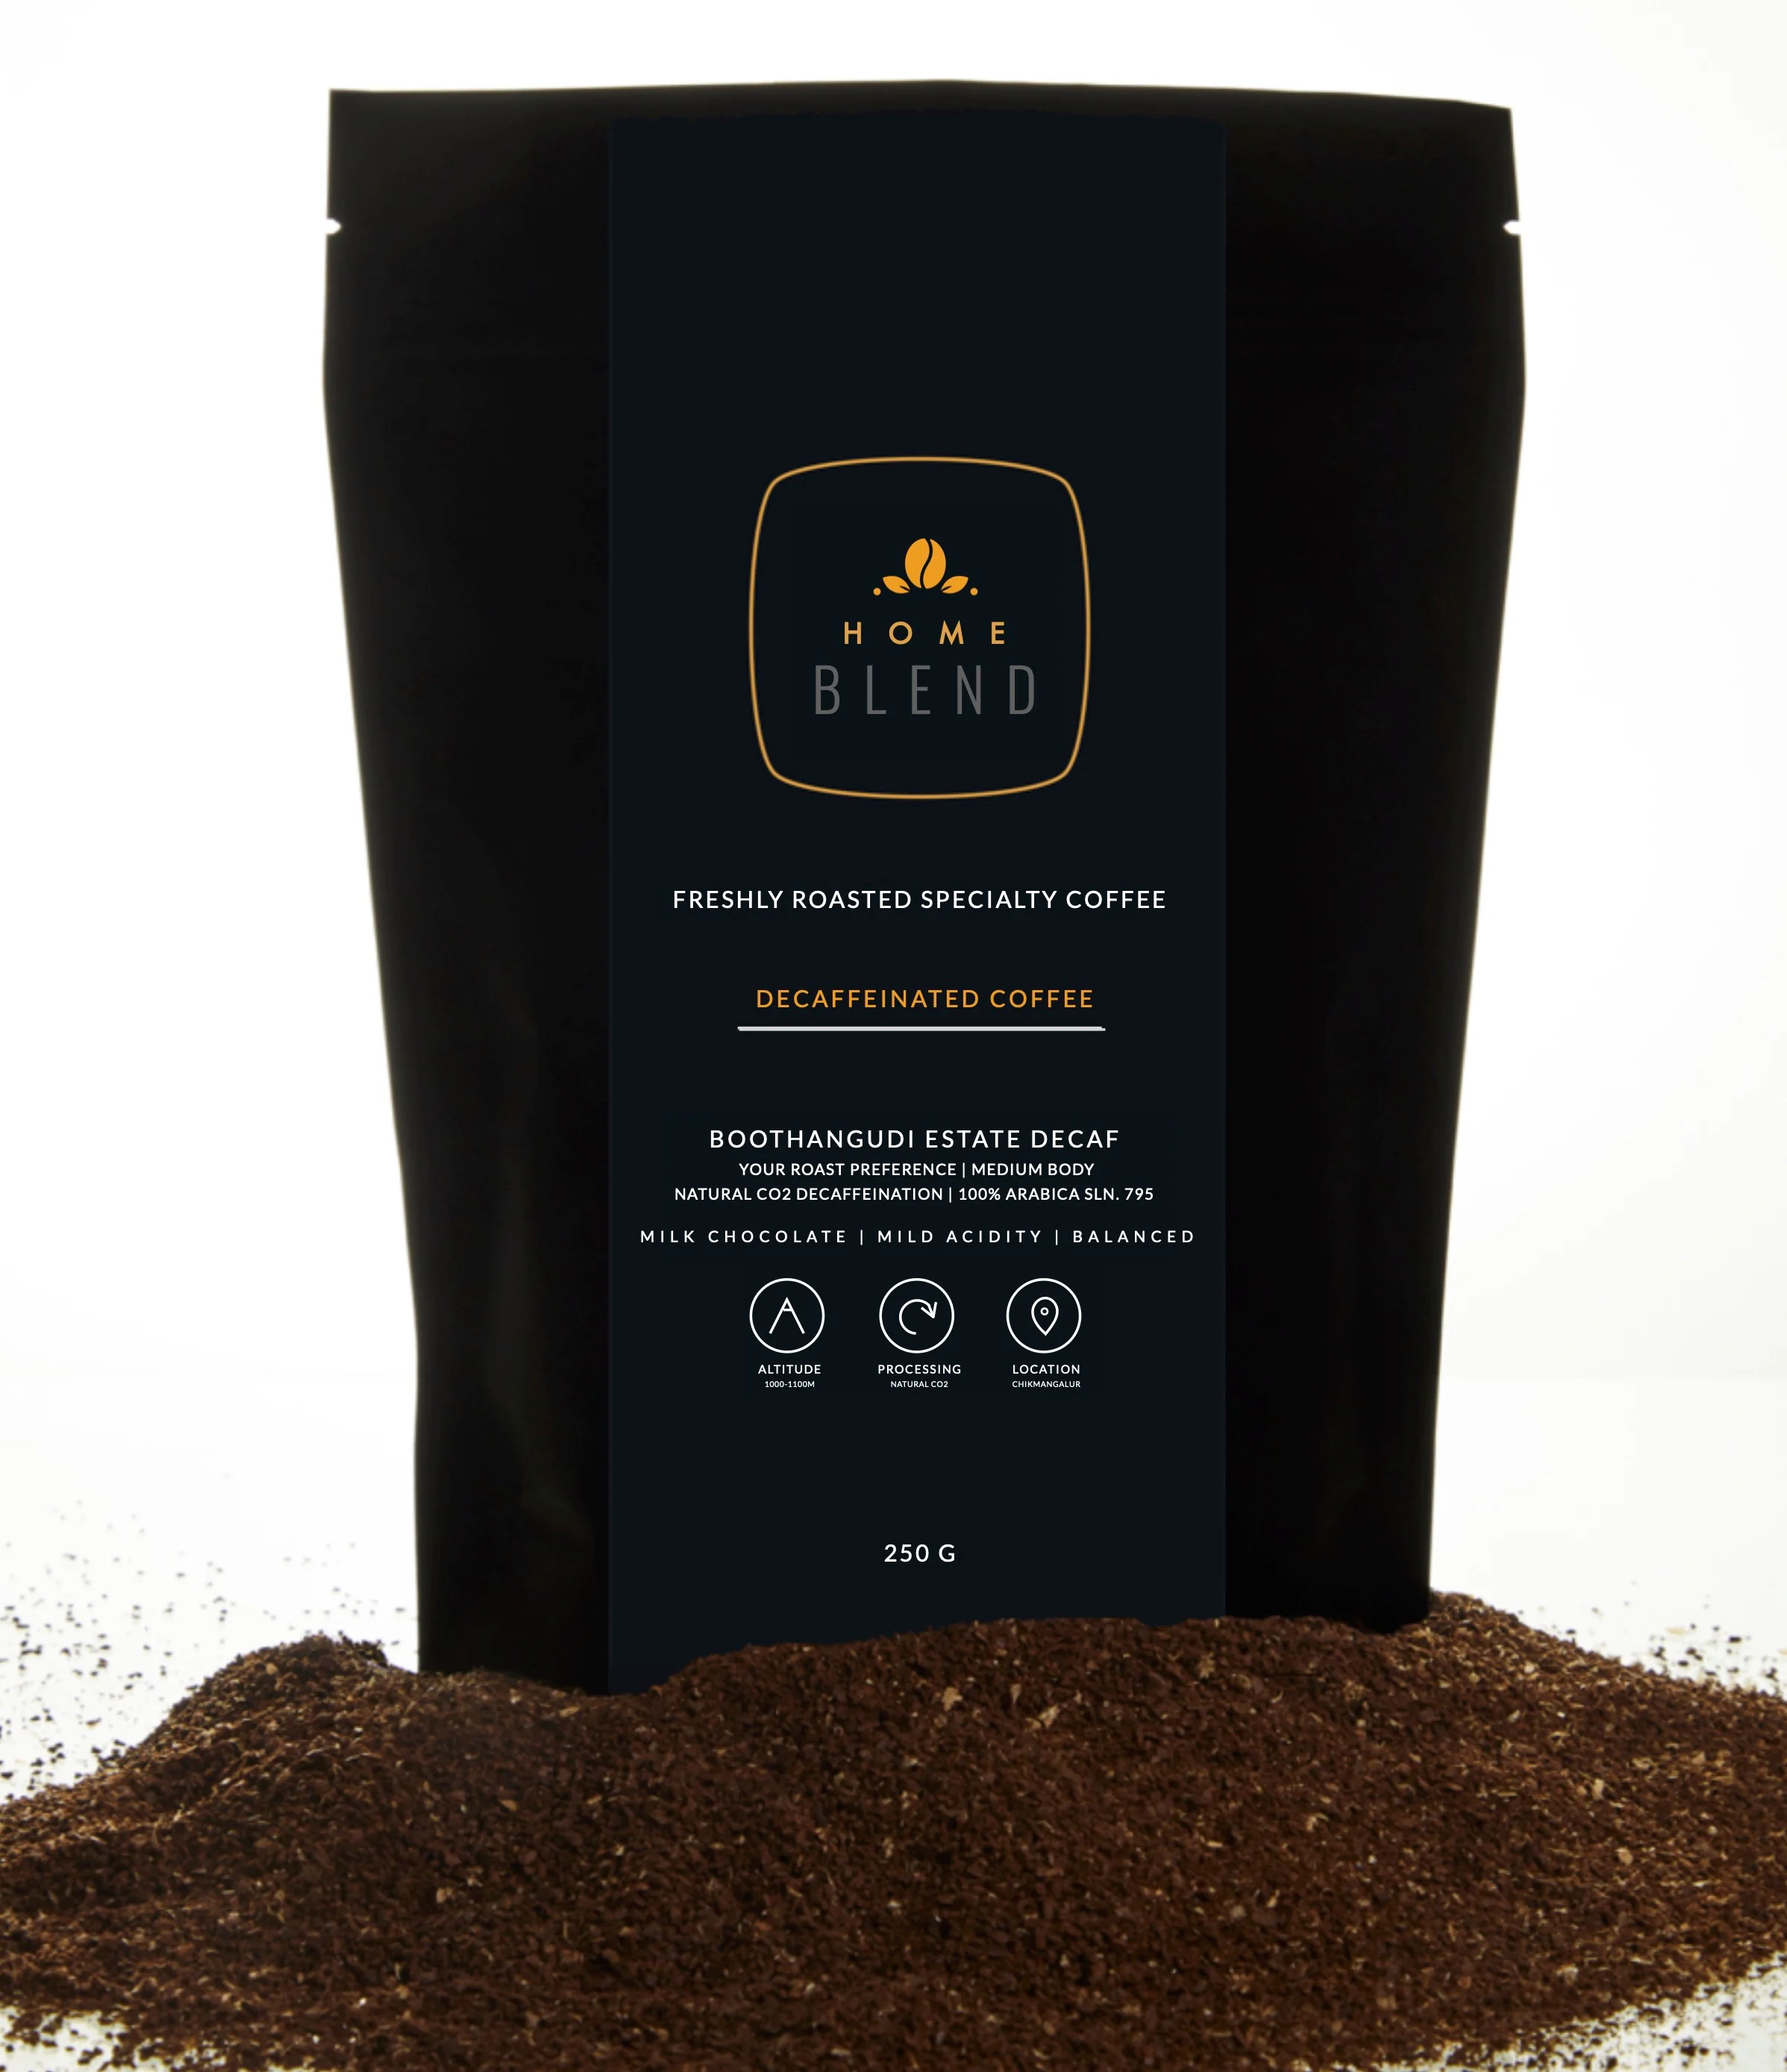 HOME
BLEND
FRESHLY ROASTED SPECIALTY COFFEE
DECAFFEINATED COFFEE
BOOTHANGUDI ESTATE DECAF
YOUR ROAST PREFERENCE | MEDIUM BODY
NATURAL CO2 DECAFFEINATION | 100% ARABICA SLN. 795
MILK CHOCOLATE | MILD ACIDITY | BALANCED
ALTITUDE PROCESSING LOCATION
1000-1100M NATURAL CO2 CHIKMANGALUR
250 G